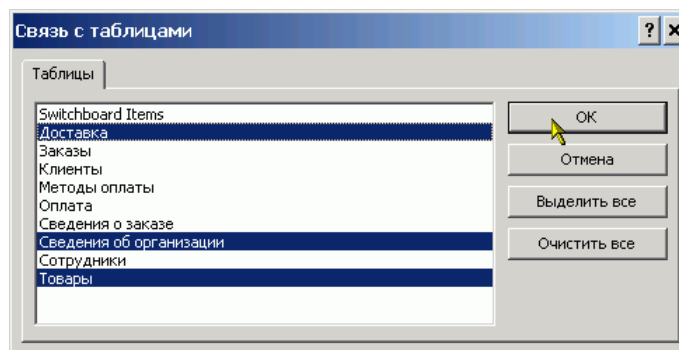 Связь с таблицами
Таблицы
Switchboard Items
Доставка
Заказы
Клиенты
Методы оплаты
Оплата
Сведения о заказе
Сведения об организации
Сотрудники
Товары
ОК
Отмена
Выделить все
Очистить все